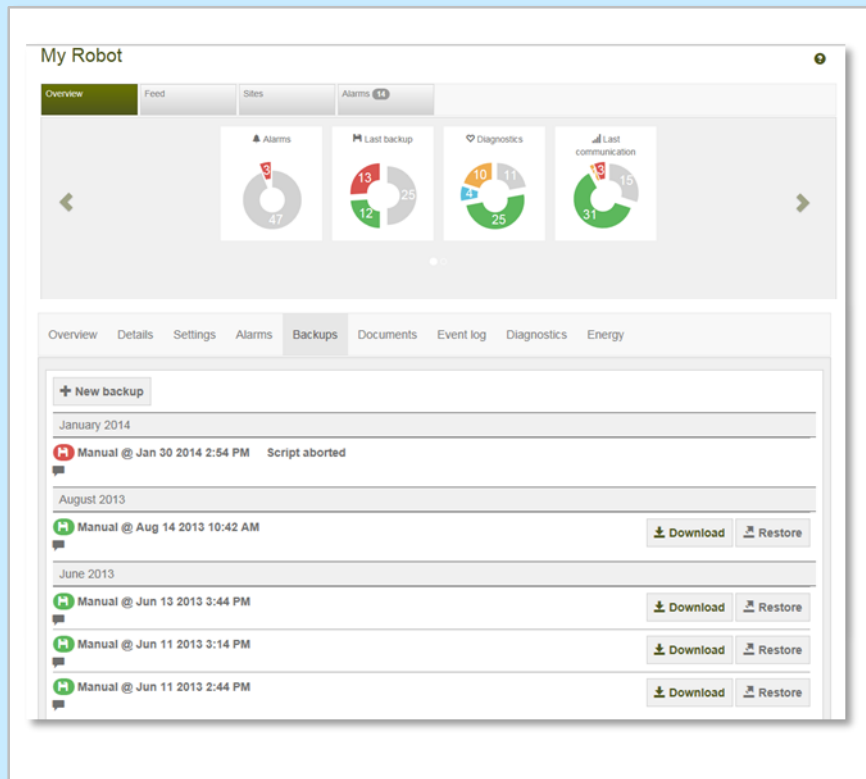 My Robot
Overview Feed Sites Alarms 14
Alarms Last backup Diagnostics Last
communication
3 47
13 25 12
10 11 4 25
3 15 31
Overview Details Settings Alarms Backups Documents Event log Diagnostics Energy
New backup
January 2014
Manual @ Jan 30 2014 2:54 PM Script aborted
August 2013
Manual @ Aug 14 2013 10:42 AM Download Restore
June 2013
Manual @ Jun 13 2013 3:44 PM Download Restore
Manual @ Jun 11 2013 3:14 PM Download Restore
Manual @ Jun 11 2013 2:44 PM Download Restore